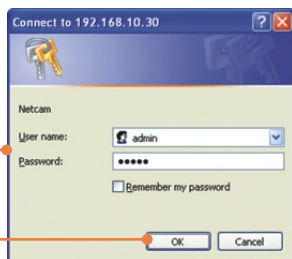 Connect to 192.168.10.30
Netcam
User name:
admin
Password:
•••••
Remember my password
OK
Cancel